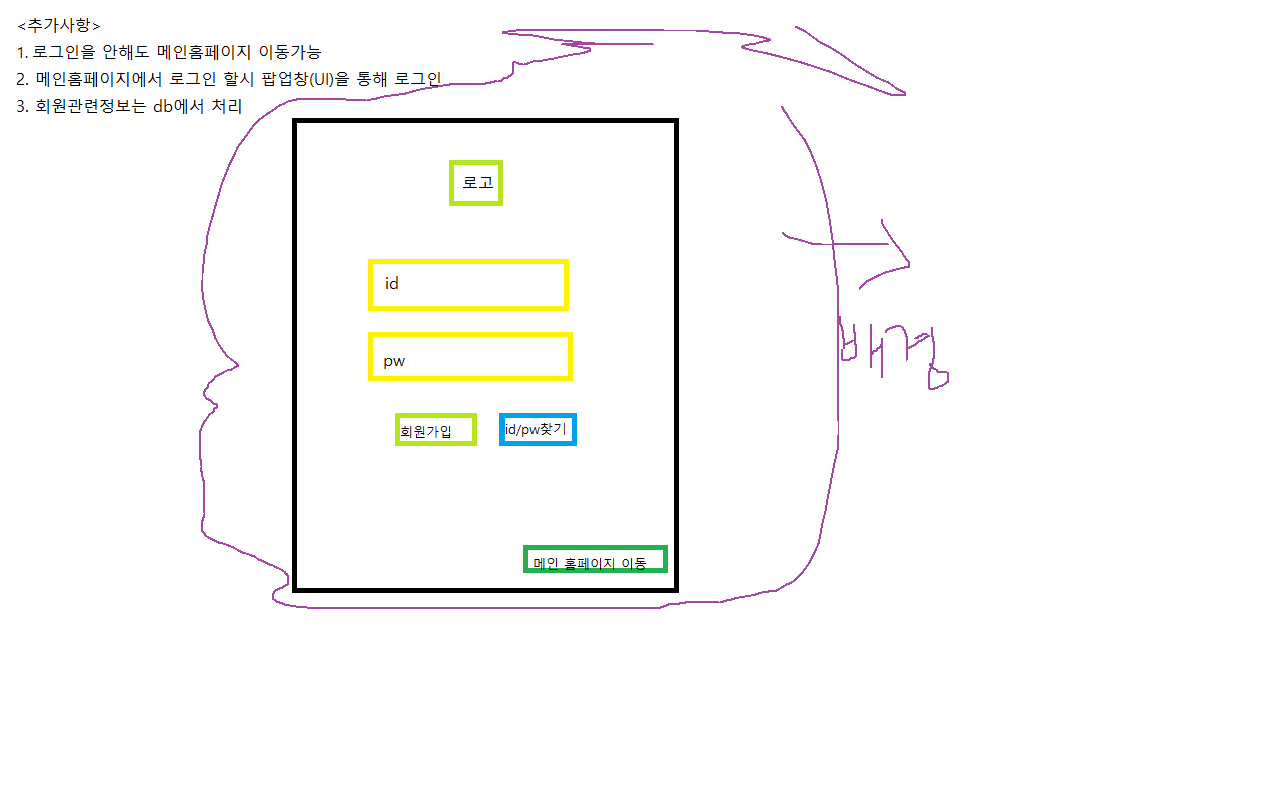 <추가사항>
1. 로그인을 안해도 메인홈페이지 이동가능
2. 메인홈페이지에서 로그인 할시 팝업창(UI)을 통해 로그인
3. 회원관련정보는 db에서 처리
로고
id
pw
회원가입
id/pw찾기
배경
메인 홈페이지 이동